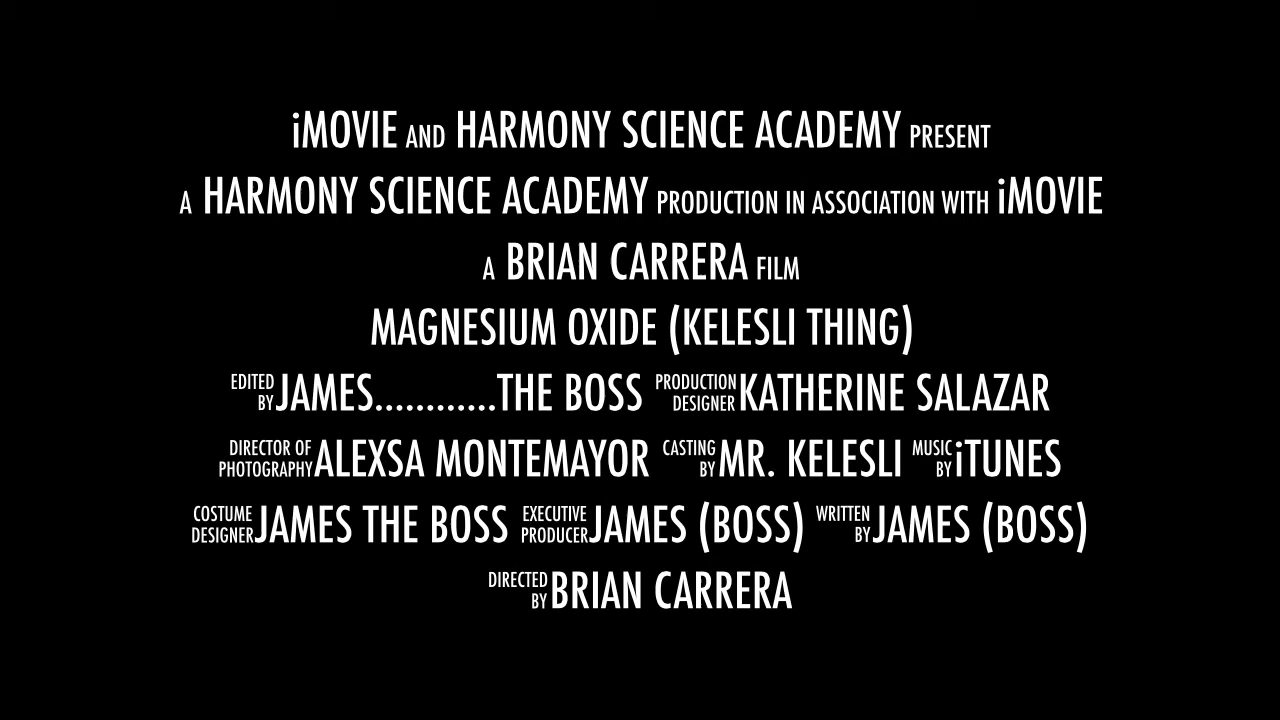 iMOVIE AND HARMONY SCIENCE ACADEMY PRESENT
A HARMONY SCIENCE ACADEMY PRODUCTION IN ASSOCIATION WITH iMOVIE
A BRIAN CARRERA FILM
MAGNESIUM OXIDE (KELESLI THING)
EDITED BY JAMES............THE BOSS PRODUCTION DESIGNER KATHERINE SALAZAR
DIRECTOR OF PHOTOGRAPHY ALEXSA MONTEMAYOR CASTING BY MR. KELESLI MUSIC BY iTUNES
COSTUME DESIGNER JAMES THE BOSS EXECUTIVE PRODUCER JAMES (BOSS) WRITTEN BY JAMES (BOSS)
DIRECTED BY BRIAN CARRERA